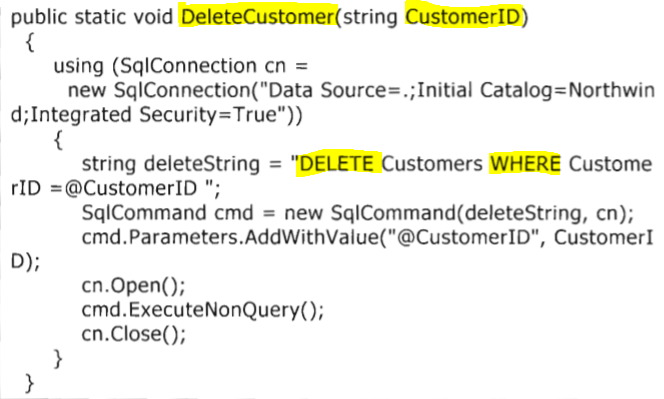 public static void DeleteCustomer(string CustomerID)
{
using (SqlConnection cn =
new SqlConnection("Data Source=.;Initial Catalog=Northwin
d;Integrated Security=True"))
{
string deleteString = "DELETE Customers WHERE Custome
rID =@CustomerID ";
SqlCommand cmd = new SqlCommand(deleteString, cn);
cmd.Parameters.AddWithValue("@CustomerID", CustomerI
D);
cn.Open();
cmd.ExecuteNonQuery();
cn.Close();
}
}